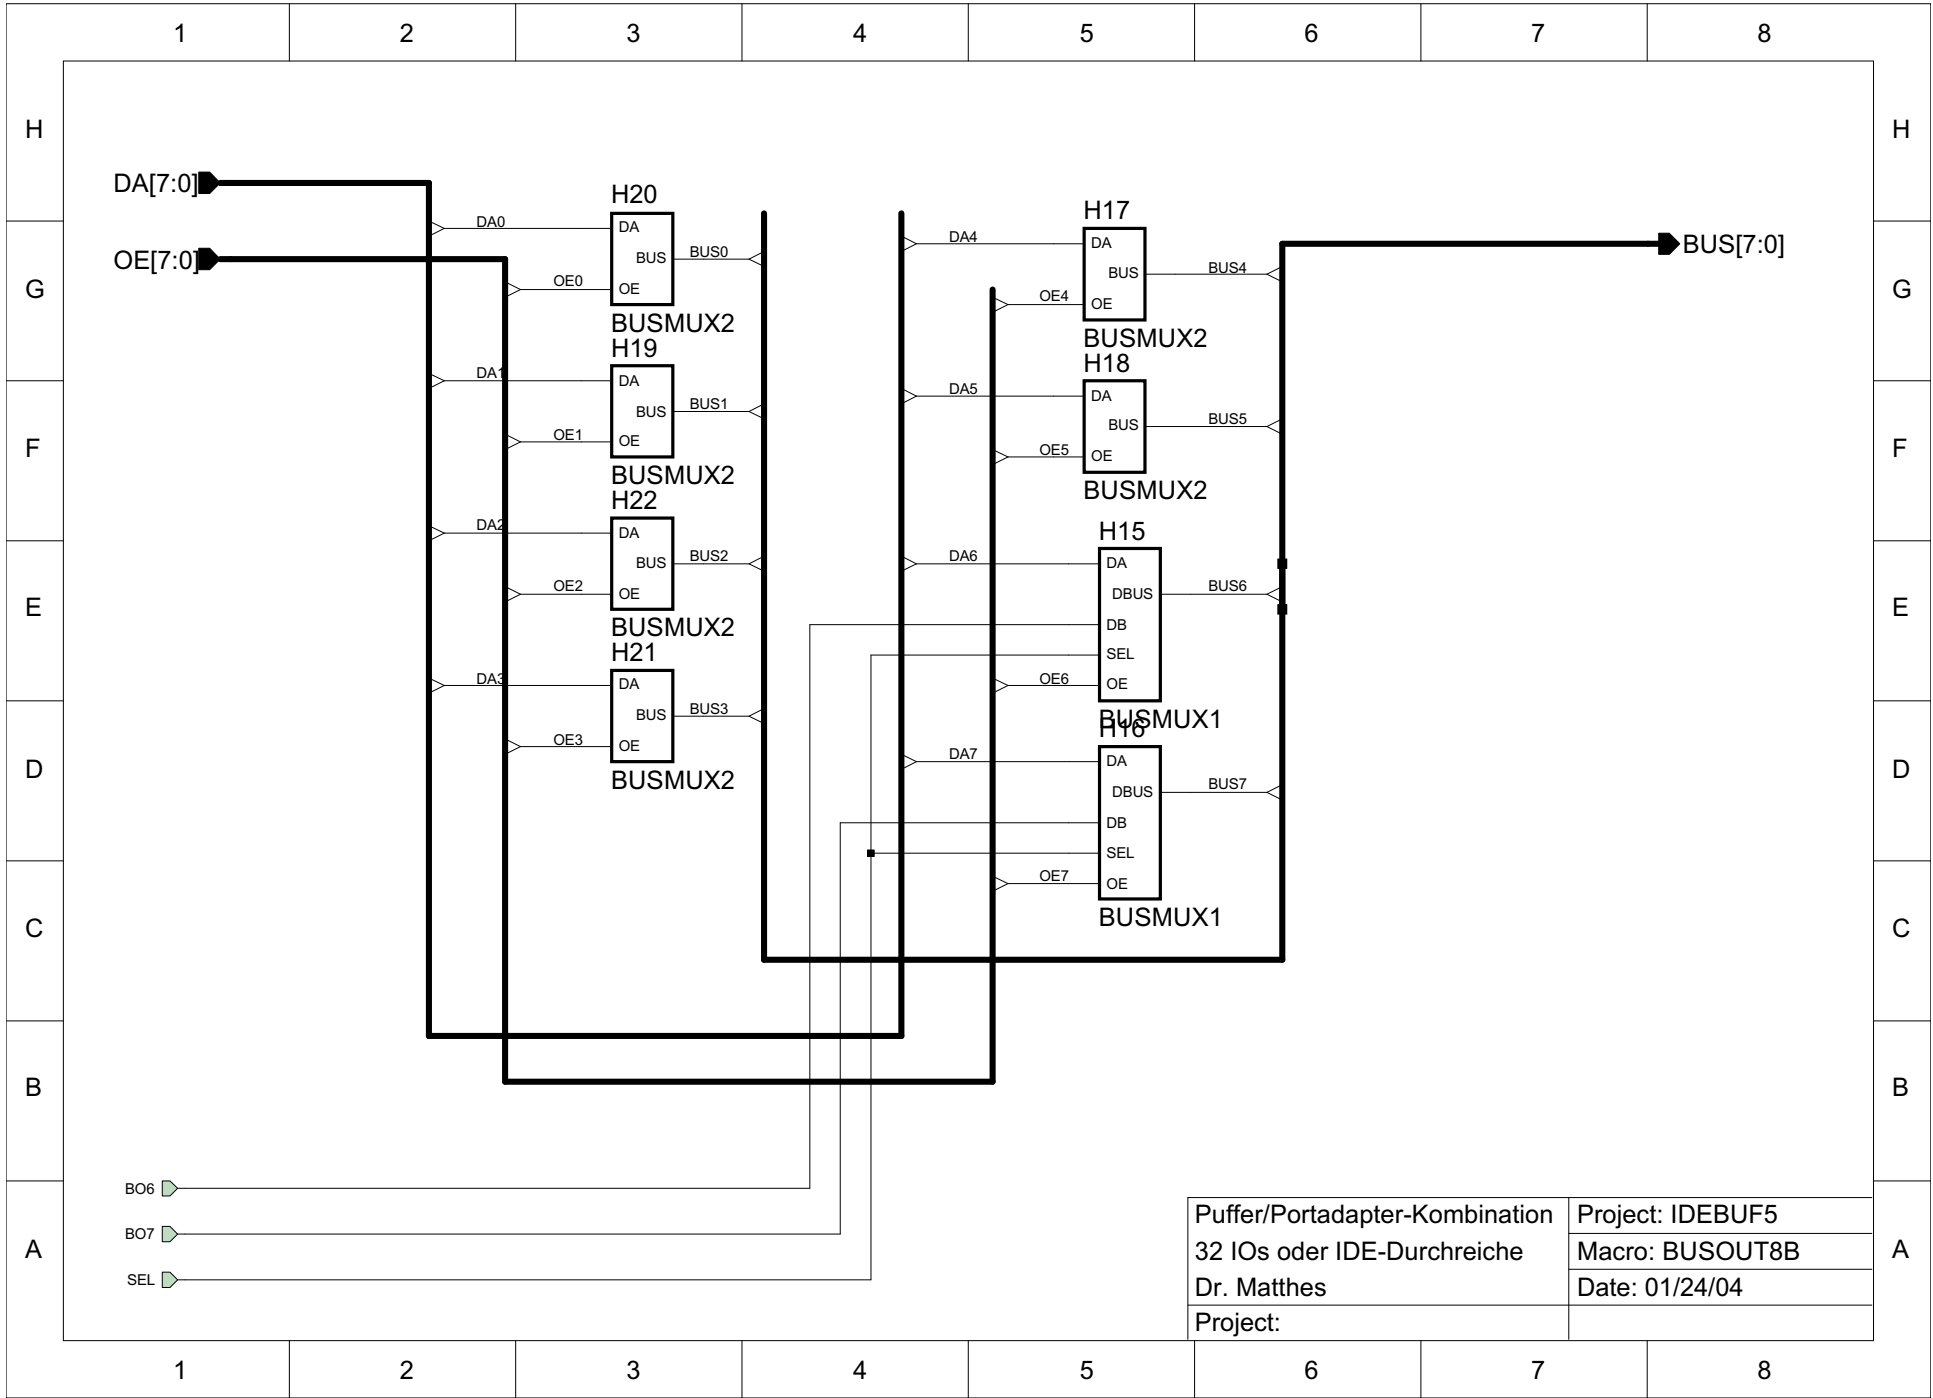 1 2 3 4 5 6 7 8
H H
DA[7:0]
H20
DA0 DA
BUS BUS0
OE0 OE
BUSMUX2
H17
DA4 DA
BUS BUS4
OE4 OE
BUSMUX2
BUS[7:0]
OE[7:0]
G G
H19
DA1 DA
BUS BUS1
OE1 OE
BUSMUX2
H18
DA5 DA
BUS BUS5
OE5 OE
BUSMUX2
F F
H22
DA2 DA
BUS BUS2
OE2 OE
BUSMUX2
H15
DA6 DA
DBUS BUS6
DB
SEL
OE6 OE
BUSMUX1
E E
H21
DA3 DA
BUS BUS3
OE3 OE
BUSMUX2
H16
DA7 DA
DBUS BUS7
DB
SEL
OE7 OE
BUSMUX1
D D
C C
B B
BO6
BO7
SEL
A A
Puffer/Portadapter-Kombination
32 IOs oder IDE-Durchreiche
Dr. Matthes
Project:
Project: IDEBUF5
Macro: BUSOUT8B
Date: 01/24/04
1 2 3 4 5 6 7 8